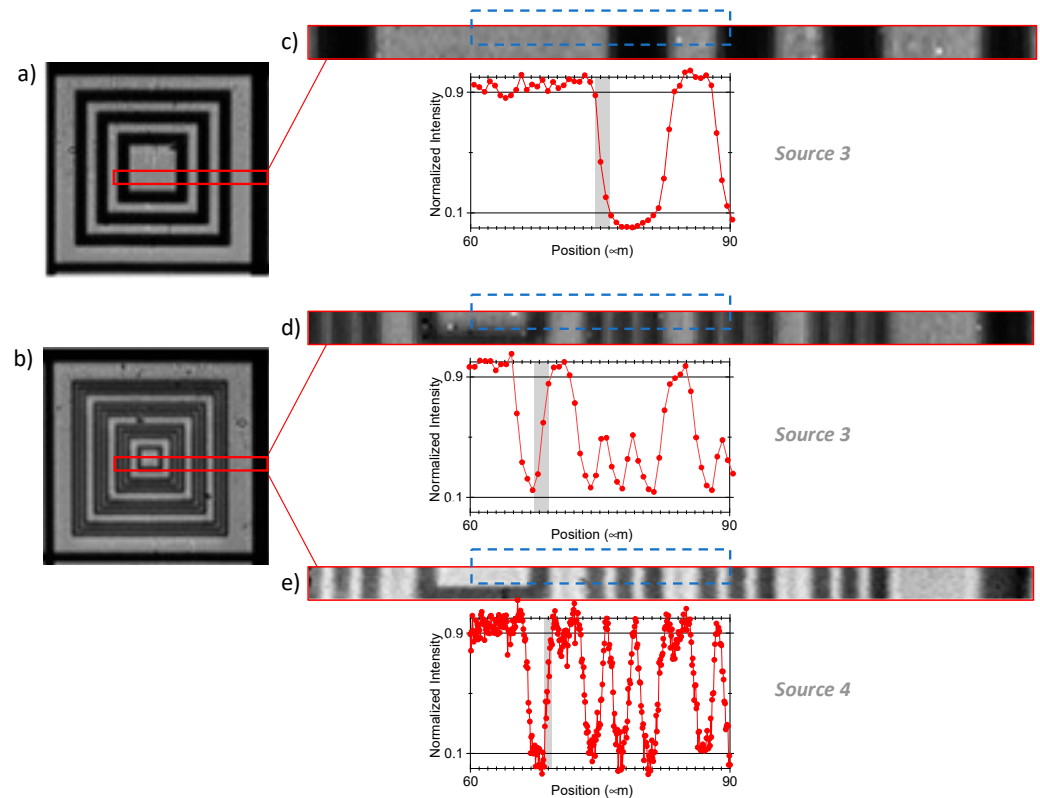 a)
b)
c)
Normalized Intensity
0.9
0.1
60
90
Position (∝m)
Source 3
d)
Normalized Intensity
0.9
0.1
60
90
Position (∝m)
Source 3
e)
Normalized Intensity
0.9
0.1
60
90
Position (∝m)
Source 4